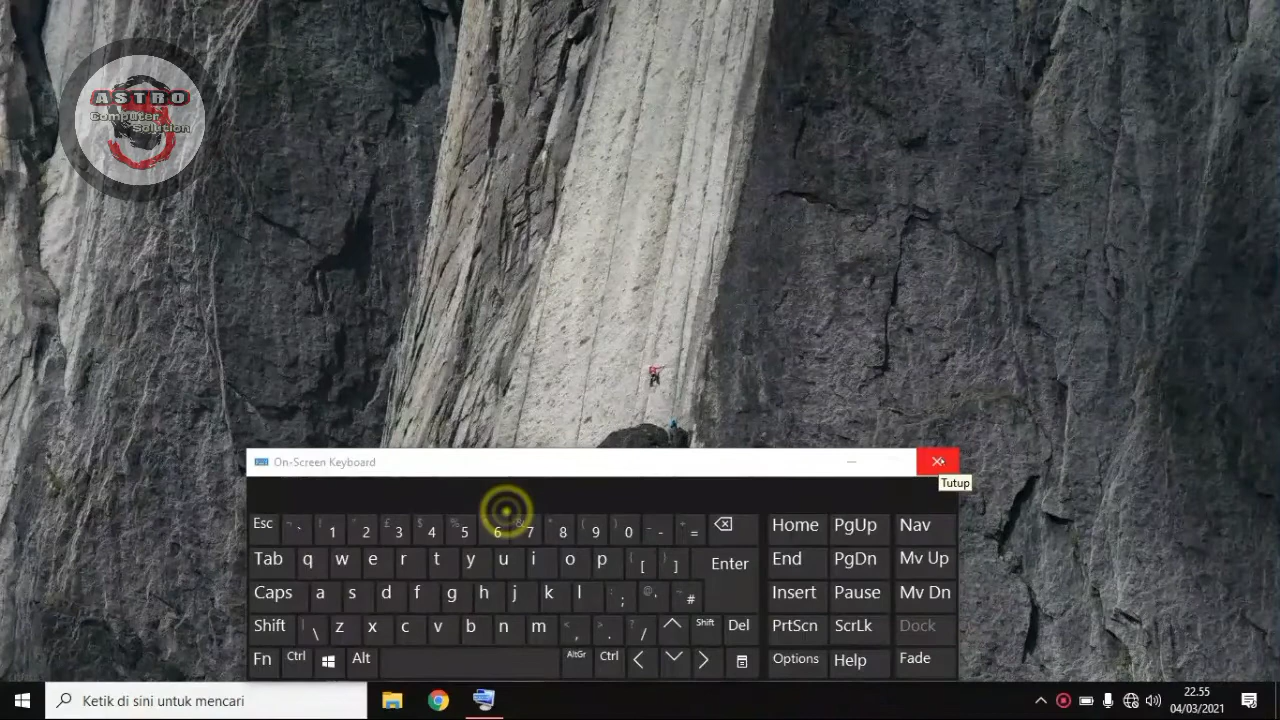 ASTRO
Computer
Solution
On-Screen Keyboard
Tutup
Esc ¬ ` ! 1 " 2 £ 3 $ 4 % 5 6 & 7 * 8 ( 9 ) 0 _ - + = Home PgUp Nav
Tab q w e r t y u i o p { [ } ] Enter End PgDn Mv Up
Caps a s d f g h j k l : ; @ ' ~ # Insert Pause Mv Dn
Shift | \ z x c v b n m < , > . ? / Shift Del PrtScn ScrLk Dock
Fn Ctrl Alt AltGr Ctrl Options Help Fade
Ketik di sini untuk mencari
22.55
04/03/2021